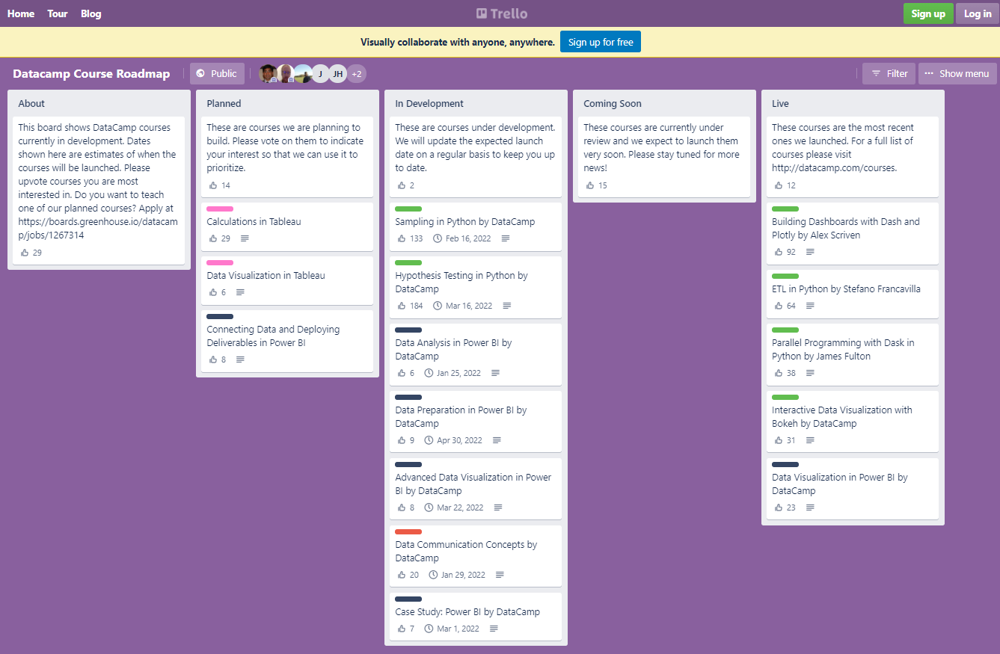 Home Tour Blog
Trello
Sign up Log in
Visually collaborate with anyone, anywhere. Sign up for free
Datacamp Course Roadmap
Public
J JH +2
Filter
Show menu
About
This board shows DataCamp courses
currently in development. Dates
shown here are estimates of when the
courses will be launched. Please
upvote courses you are most
interested in. Do you want to teach
one of our planned courses? Apply at
https://boards.greenhouse.io/datacam
p/jobs/1267314
29
Planned
These are courses we are planning to
build. Please vote on them to indicate
your interest so that we can use it to
prioritize.
14
Calculations in Tableau
29
Data Visualization in Tableau
6
Connecting Data and Deploying
Deliverables in Power BI
8
In Development
These are courses under development.
We will update the expected launch
date on a regular basis to keep you up
to date.
2
Sampling in Python by DataCamp
133 Feb 16, 2022
Hypothesis Testing in Python by
DataCamp
184 Mar 16, 2022
Data Analysis in Power BI by
DataCamp
6 Jan 25, 2022
Data Preparation in Power BI by
DataCamp
9 Apr 30, 2022
Advanced Data Visualization in Power
BI by DataCamp
8 Mar 22, 2022
Data Communication Concepts by
DataCamp
20 Jan 29, 2022
Case Study: Power BI by DataCamp
7 Mar 1, 2022
Coming Soon
These courses are currently under
review and we expect to launch them
very soon. Please stay tuned for more
news!
15
Live
These courses are the most recent
ones we launched. For a full list of
courses please visit
http://datacamp.com/courses.
12
Building Dashboards with Dash and
Plotly by Alex Scriven
92
ETL in Python by Stefano Francavilla
64
Parallel Programming with Dask in
Python by James Fulton
38
Interactive Data Visualization with
Bokeh by DataCamp
31
Data Visualization in Power BI by
DataCamp
23